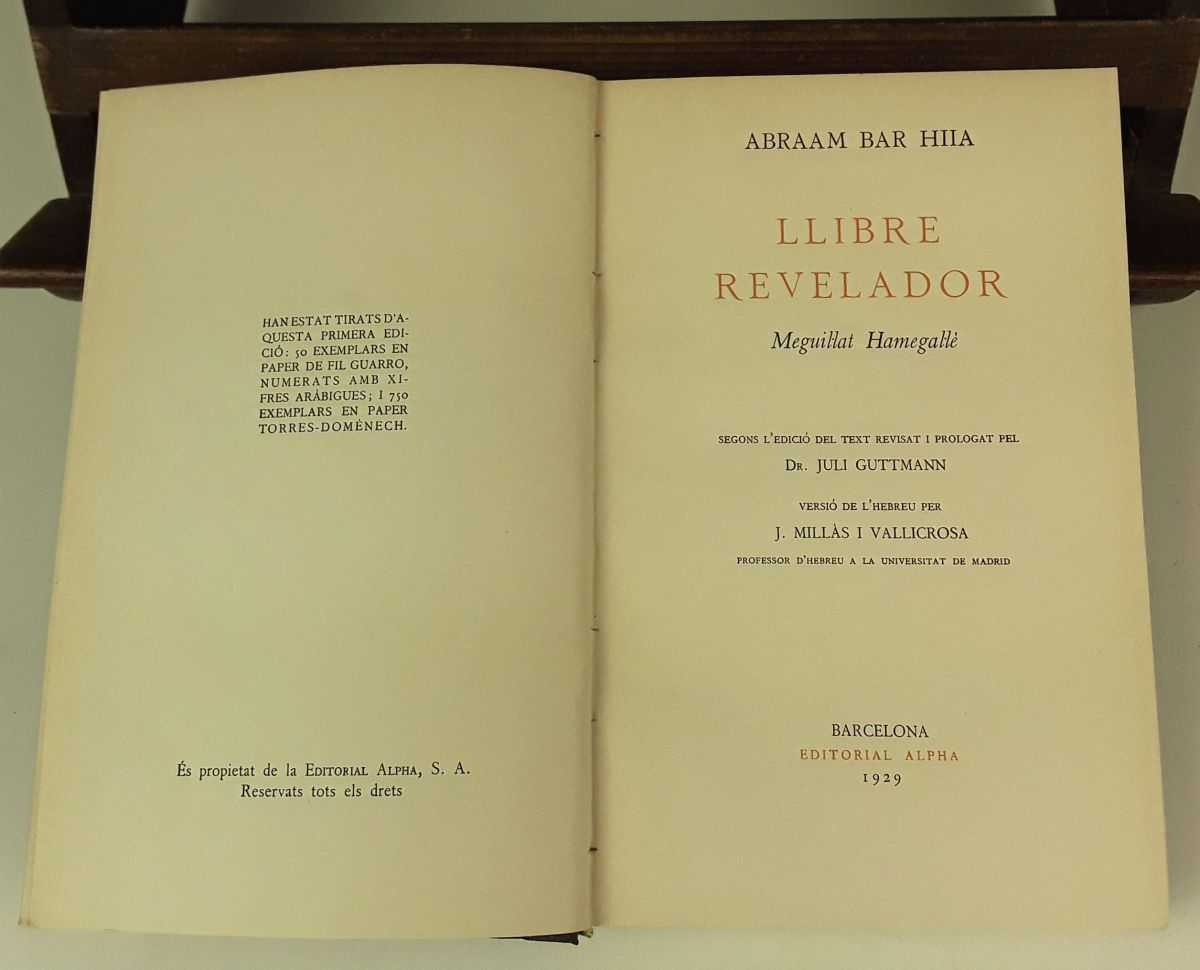 HAN ESTAT TIRATS D'A-
QUESTA PRIMERA EDI-
CIÓ: 50 EXEMPLARS EN
PAPER DE FIL GUARRO,
NUMERATS AMB XI-
FRES ARÀBIGUES; I 750
EXEMPLARS EN PAPER
TORRES-DOMÈNECH.
És propietat de la EDITORIAL ALPHA, S. A.
Reservats tots els drets
ABRAAM BAR HIIA
LLIBRE
REVELADOR
Meguil·lat Hamegal·lè
SEGONS L'EDICIÓ DEL TEXT REVISAT I PROLOGAT PEL
DR. JULI GUTTMANN
VERSIÓ DE L'HEBREU PER
J. MILLÀS I VALLICROSA
PROFESSOR D'HEBREU A LA UNIVERSITAT DE MADRID
BARCELONA
EDITORIAL ALPHA
1929